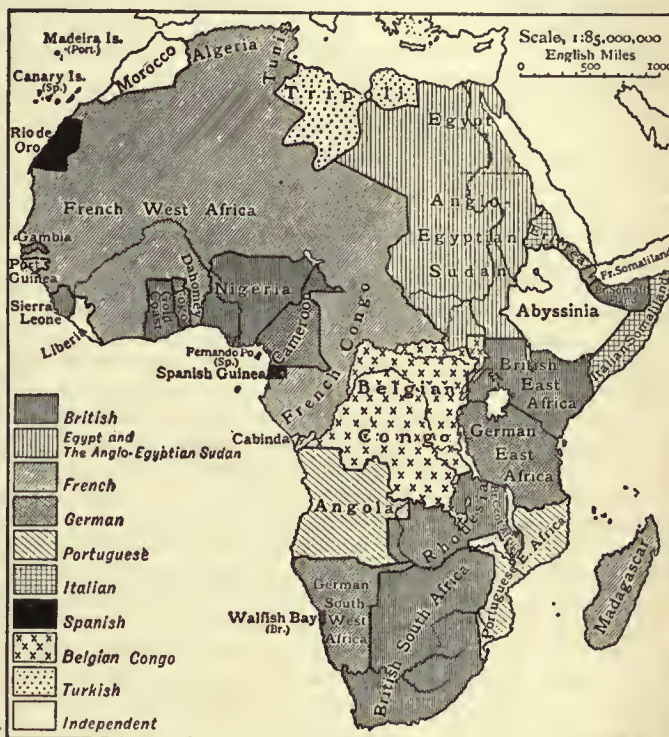 Madeira Is.
(Port.)
Canary Is.
(Sp.)
Rio de
Oro
Morocco
Algeria
Tunis
Tripoli
Scale, 1:85.000,000
English Miles
0 500 1000
Egypt
Anglo-
Egyptian
Sudan
French West Africa
Gambia
Port.
Guinea
Sierra
Leone
Liberia
Gold
Coast
Togo
Dahomey
Nigeria
Cameroon
Fernando Po
(Sp.)
Spanish Guinea
French Congo
Eritrea
Fr. Somaliland
Abyssinia
Italian Somaliland
British
East
Africa
German
East
Africa
Belgian
Congo
Cabinda
Angola
Rhodesia
Portuguese E. Africa
Madagascar
German
South
West
Africa
Walfish Bay
(Br.)
British South Africa
British
Egypt and
The Anglo-Egyptian Sudan
French
German
Portuguese
Italian
Spanish
Belgian Congo
Turkish
Independent